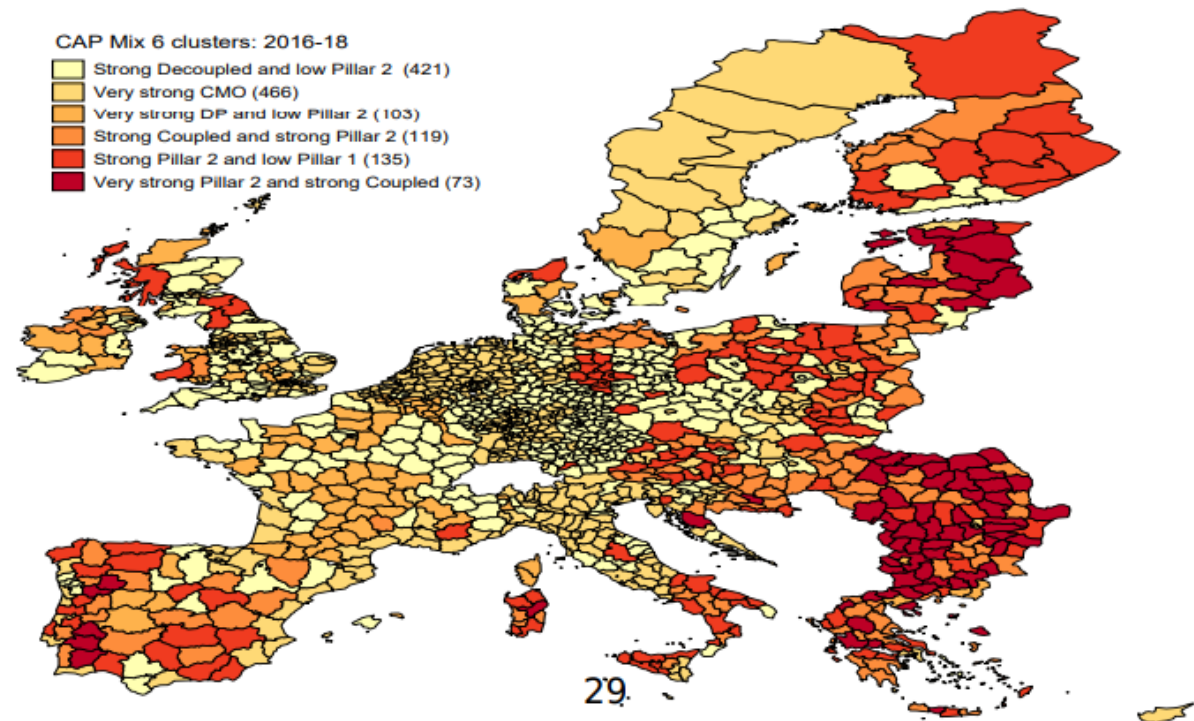 CAP Mix 6 clusters: 2016-18
Strong Decoupled and low Pillar 2 (421)
Very strong CMO (466)
Very strong DP and low Pillar 2 (103)
Strong Coupled and strong Pillar 2 (119)
Strong Pillar 2 and low Pillar 1 (135)
Very strong Pillar 2 and strong Coupled (73)
29